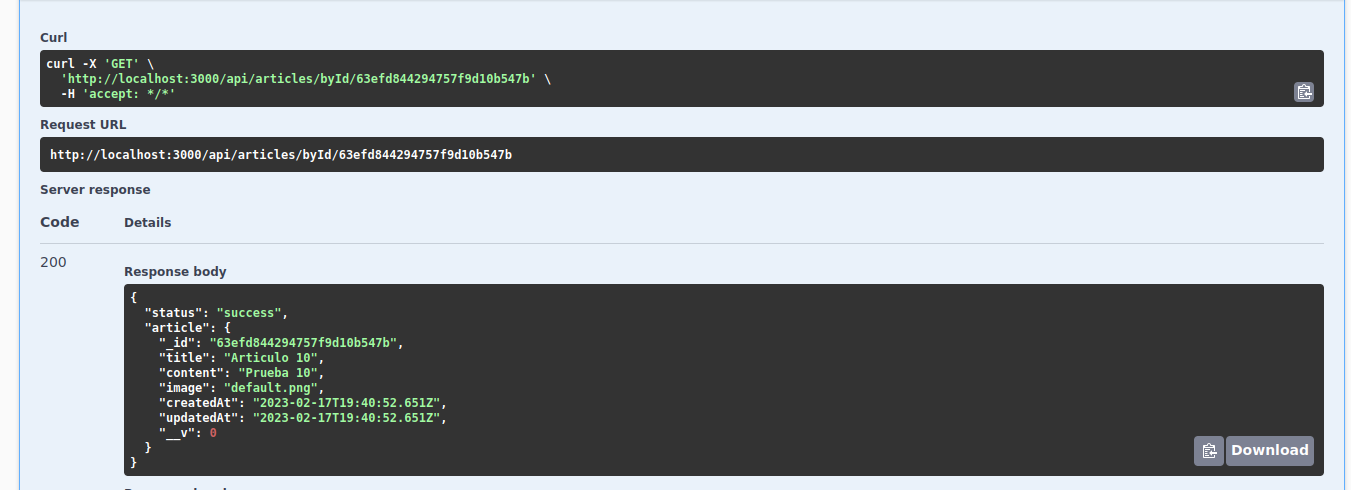 Curl
curl -X 'GET' \
  'http://localhost:3000/api/articles/byId/63efd844294757f9d10b547b' \
  -H 'accept: */*'
Request URL
http://localhost:3000/api/articles/byId/63efd844294757f9d10b547b
Server response
Code Details
200
Response body
{
  "status": "success",
  "article": {
    "_id": "63efd844294757f9d10b547b",
    "title": "Articulo 10",
    "content": "Prueba 10",
    "image": "default.png",
    "createdAt": "2023-02-17T19:40:52.651Z",
    "updatedAt": "2023-02-17T19:40:52.651Z",
    "__v": 0
  }
}
Download